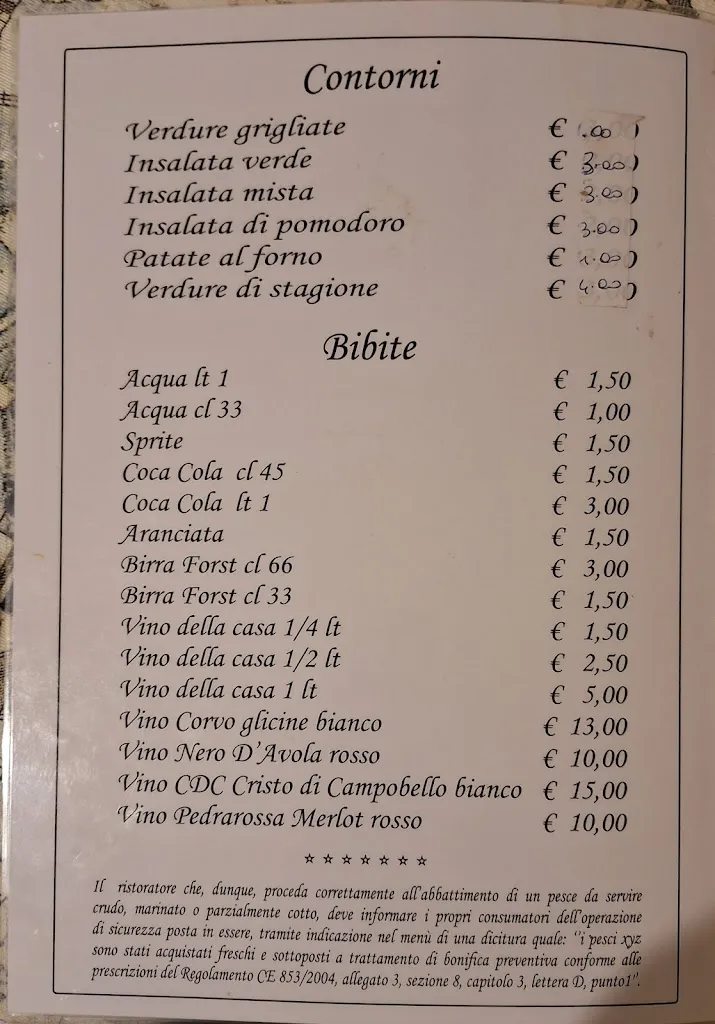 Contorni
Verdure grigliate € .00
Insalata verde € 3.00
Insalata mista € 3.00
Insalata di pomodoro € 3.00
Patate al forno €
Verdure di stagione € 4.00
Bibite
Acqua lt 1 € 1,50
Acqua cl 33 € 1,00
Sprite € 1,50
Coca Cola cl 45 € 1,50
Coca Cola lt 1 € 3,00
Aranciata € 1,50
Birra Forst cl 66 € 3,00
Birra Forst cl 33 € 1,50
Vino della casa 1/4 lt € 1,50
Vino della casa 1/2 lt € 2,50
Vino della casa 1 lt € 5,00
Vino Corvo glicine bianco € 13,00
Vino Nero D'Avola rosso € 10,00
Vino CDC Cristo di Campobello bianco € 15,00
Vino Pedrarossa Merlot rosso € 10,00
☆ ☆ ☆ ☆ ☆ ☆ ☆
Il ristoratore che, dunque, proceda correttamente all'abbattimento di un pesce da servire
crudo, marinato o parzialmente cotto, deve informare i propri consumatori dell'operazione
di sicurezza posta in essere, tramite indicazione nel menù di una dicitura quale: "i pesci xyz
sono stati acquistati freschi e sottoposti a trattamento di bonifica preventiva conforme alle
prescrizioni del Regolamento CE 853/2004, allegato 3, sezione 8, capitolo 3, lettera D, punto1".